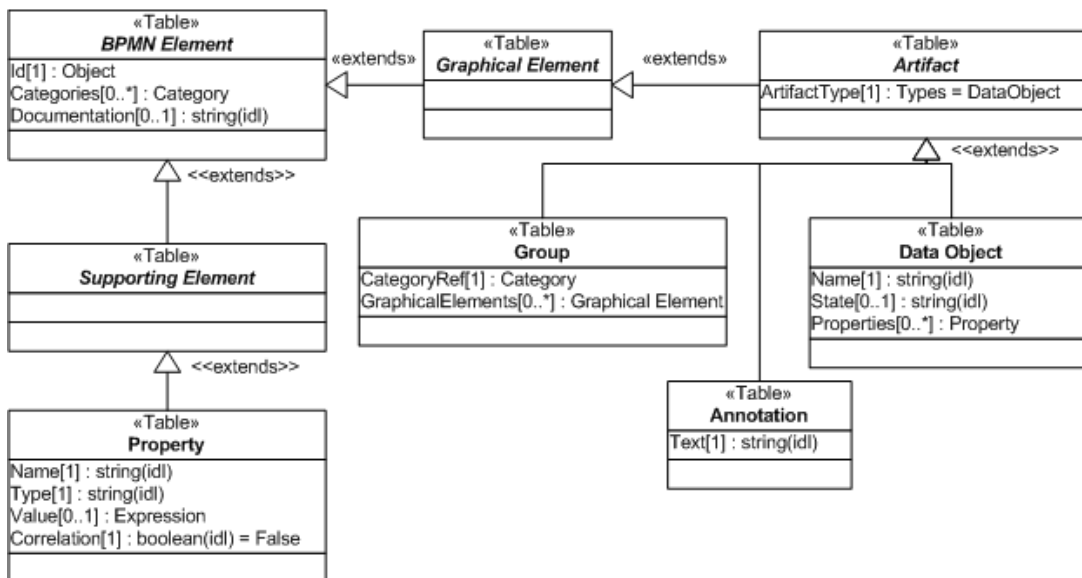 «Table»
BPMN Element
Id[1] : Object
Categories[0..*] : Category
Documentation[0..1] : string(idl)
«extends»
«Table»
Graphical Element
«extends»
«Table»
Artifact
ArtifactType[1] : Types = DataObject
<<extends>>
<<extends>>
«Table»
Supporting Element
<<extends>>
«Table»
Property
Name[1] : string(idl)
Type[1] : string(idl)
Value[0..1] : Expression
Correlation[1] : boolean(idl) = False
«Table»
Group
CategoryRef[1] : Category
GraphicalElements[0..*] : Graphical Element
«Table»
Annotation
Text[1] : string(idl)
«Table»
Data Object
Name[1] : string(idl)
State[0..1] : string(idl)
Properties[0..*] : Property